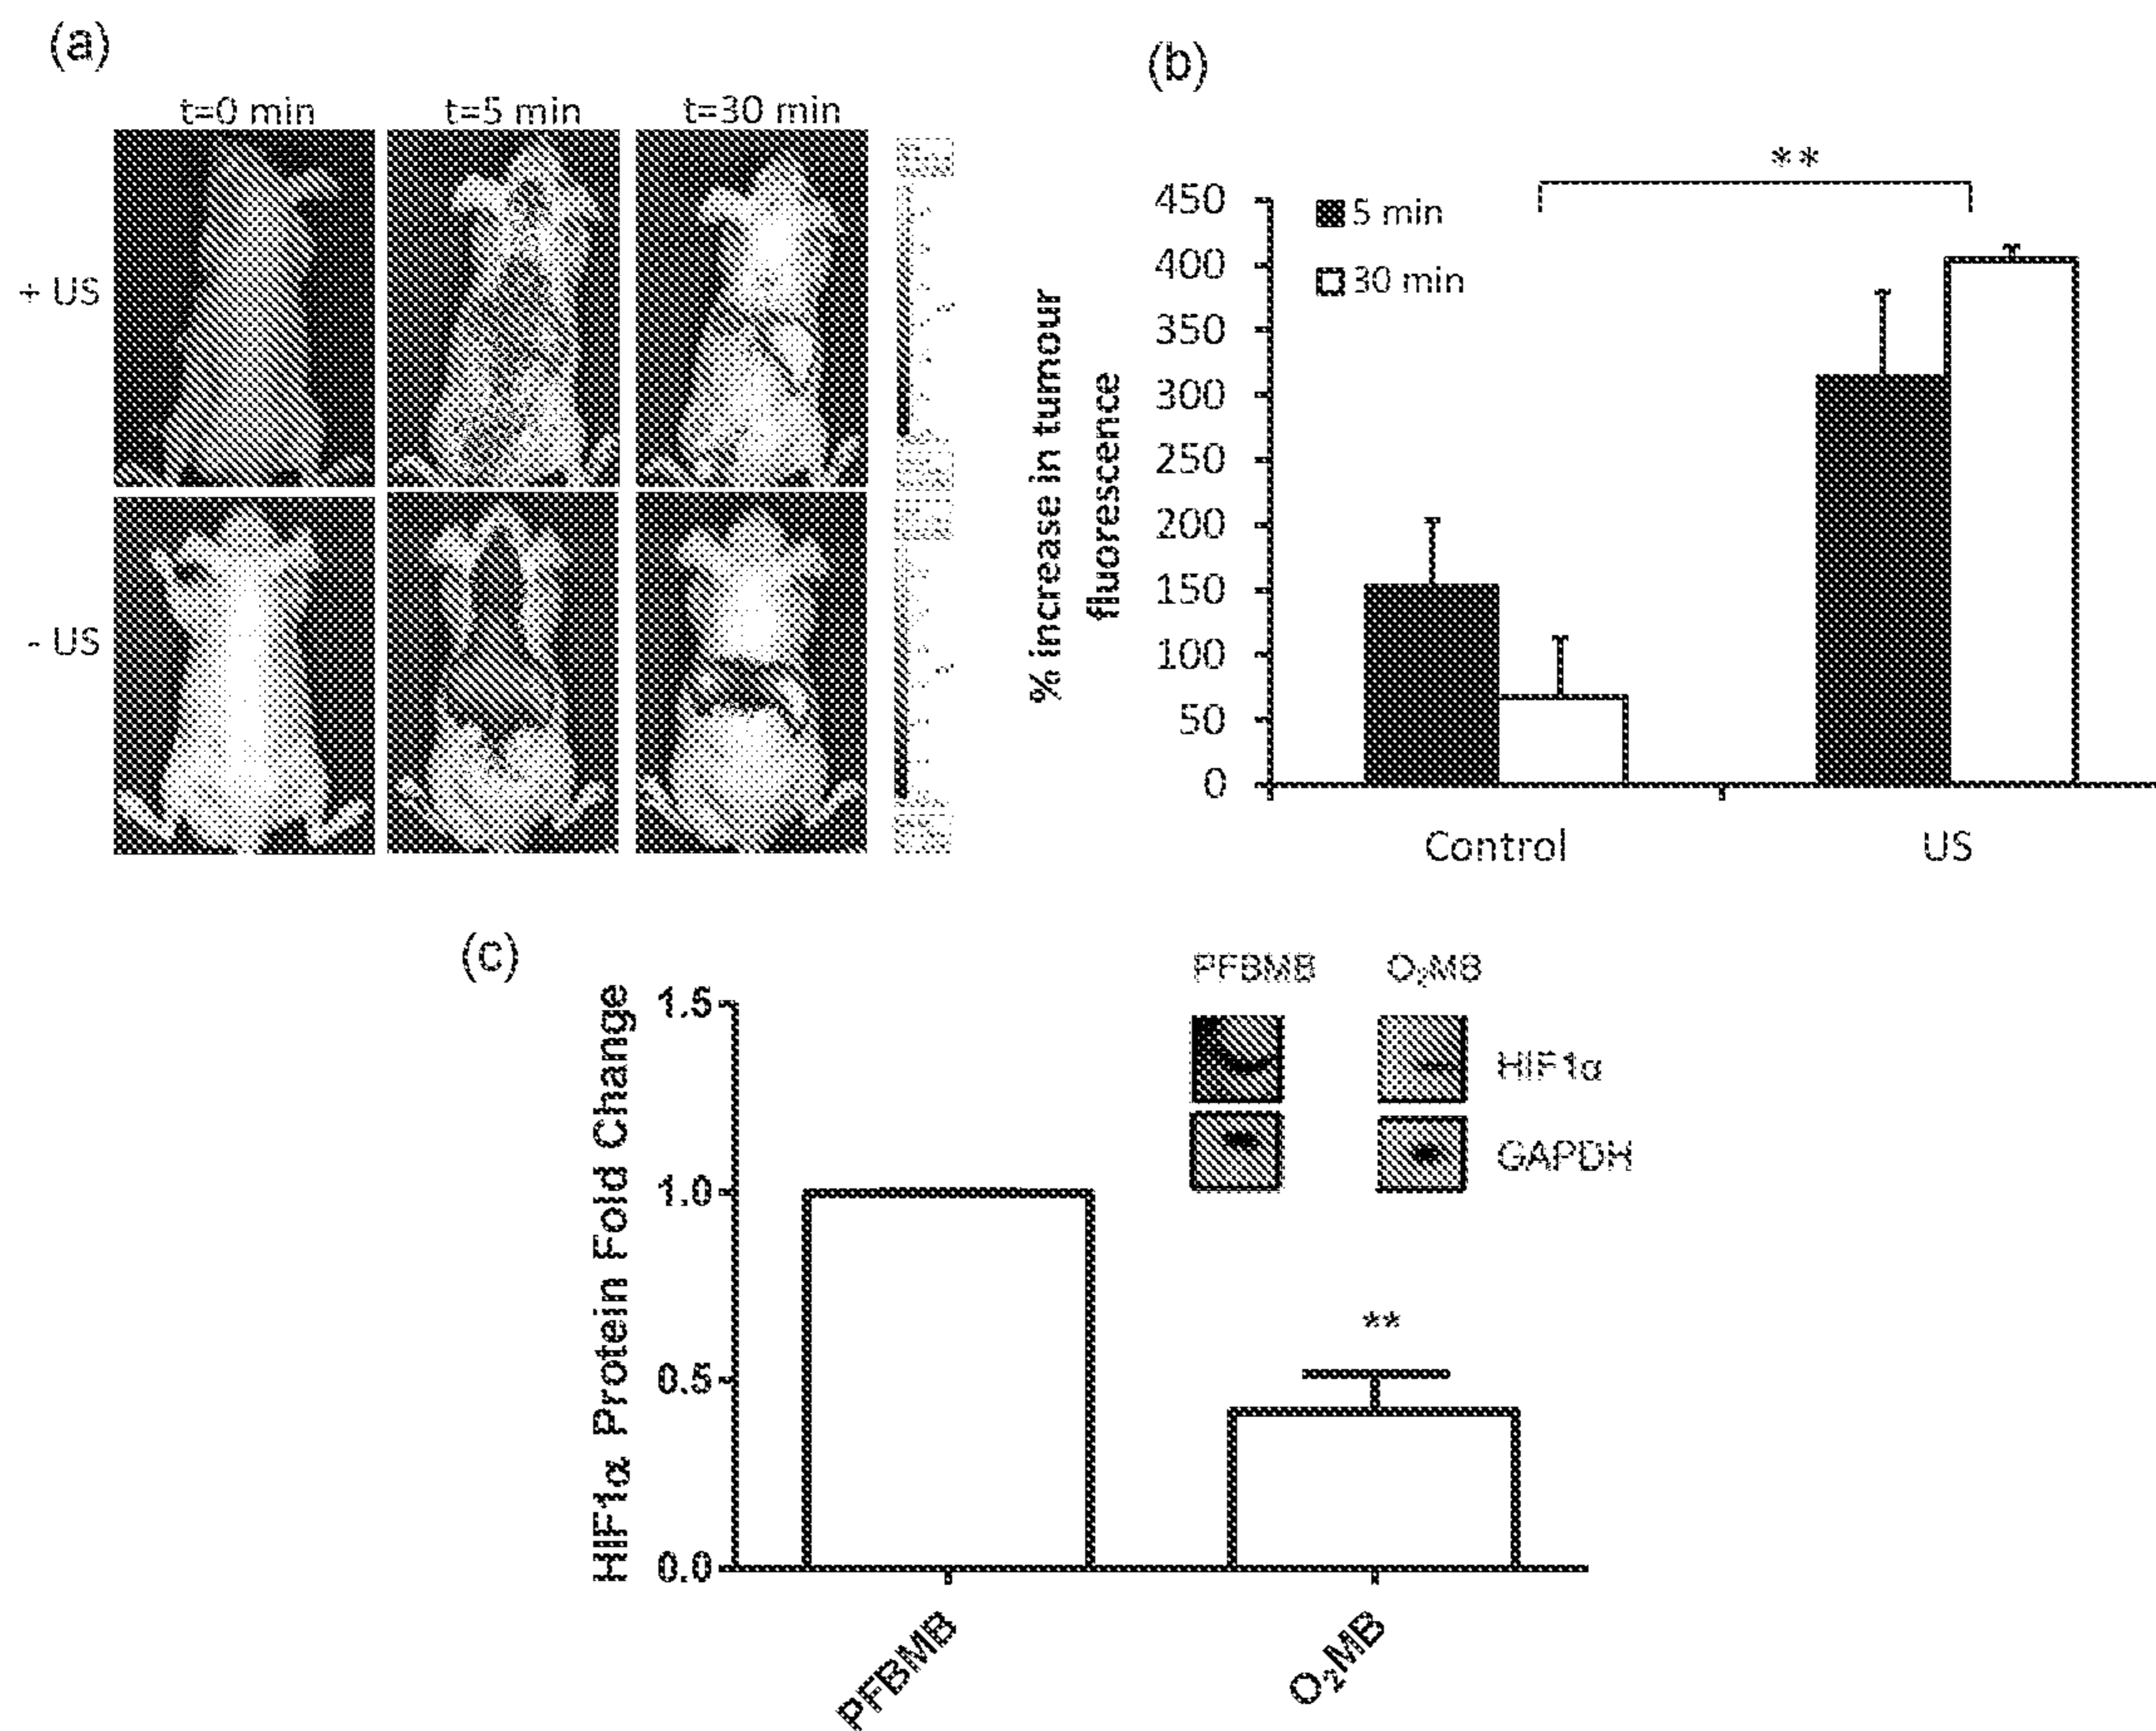 (a)
t=0 min t=5 min t=30 min
+ US
- US
(b)
**
450
400
350
300
250
200
150
100
50
0
5 min
30 min
% increase in tumour
fluorescence
Control US
(c)
HIF1α Protein Fold Change
1.5
1.0
0.5
0.0
PFBMB O₂MB
HIF1α
GAPDH
**
PFBMB
O₂MB